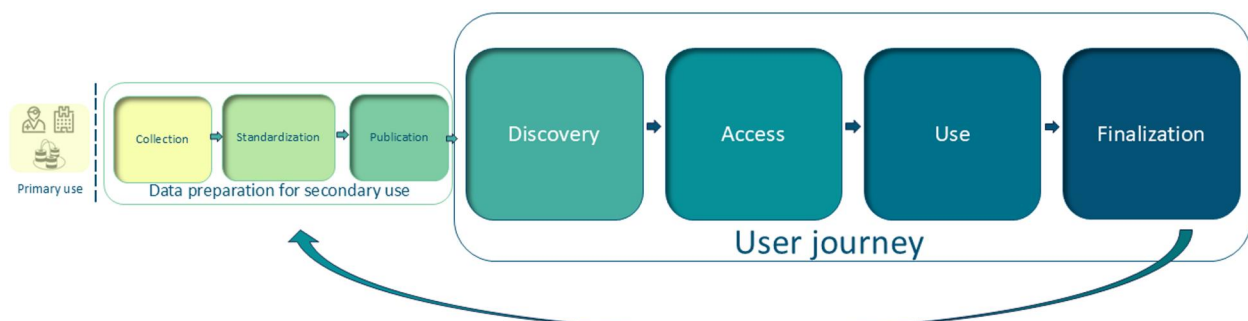 Primary use
Collection
Standardization
Publication
Data preparation for secondary use
Discovery
Access
Use
Finalization
User journey